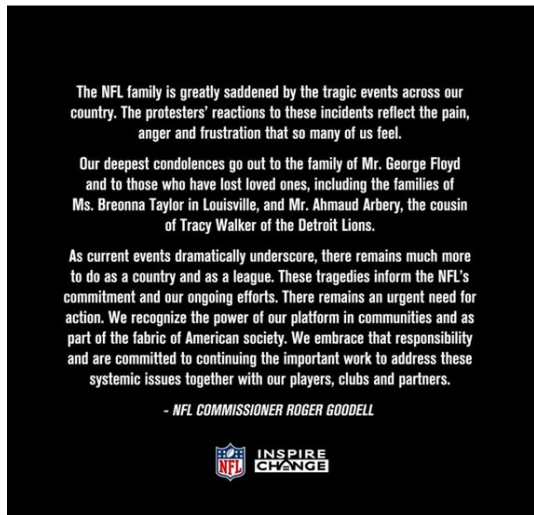 The NFL family is greatly saddened by the tragic events across our
country. The protesters' reactions to these incidents reflect the pain,
anger and frustration that so many of us feel.
Our deepest condolences go out to the family of Mr. George Floyd
and to those who have lost loved ones, including the families of
Ms. Breonna Taylor in Louisville, and Mr. Ahmaud Arbery, the cousin
of Tracy Walker of the Detroit Lions.
As current events dramatically underscore, there remains much more
to do as a country and as a league. These tragedies inform the NFL's
commitment and our ongoing efforts. There remains an urgent need for
action. We recognize the power of our platform in communities and as
part of the fabric of American society. We embrace that responsibility
and are committed to continuing the important work to address these
systemic issues together with our players, clubs and partners.
- NFL COMMISSIONER ROGER GOODELL
NFL
INSPIRE
CHANGE